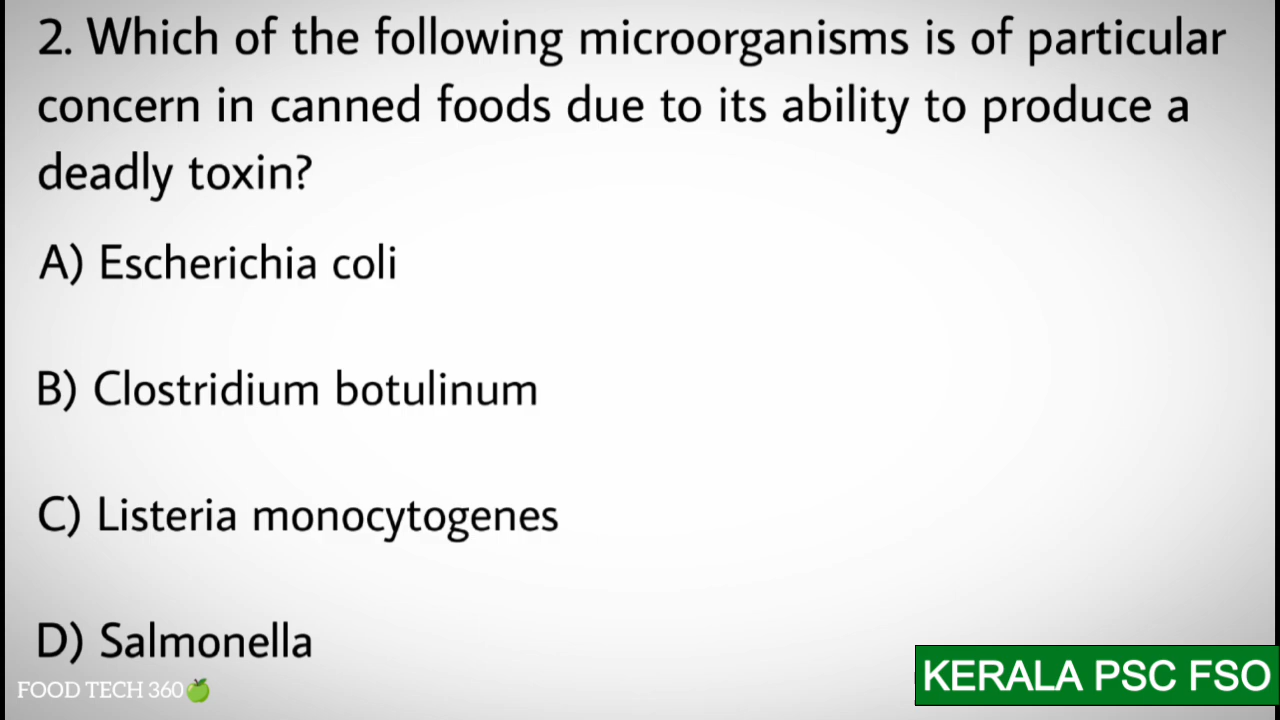 2. Which of the following microorganisms is of particular
concern in canned foods due to its ability to produce a
deadly toxin?
A) Escherichia coli
B) Clostridium botulinum
C) Listeria monocytogenes
D) Salmonella
FOOD TECH 360🍏
KERALA PSC FSO